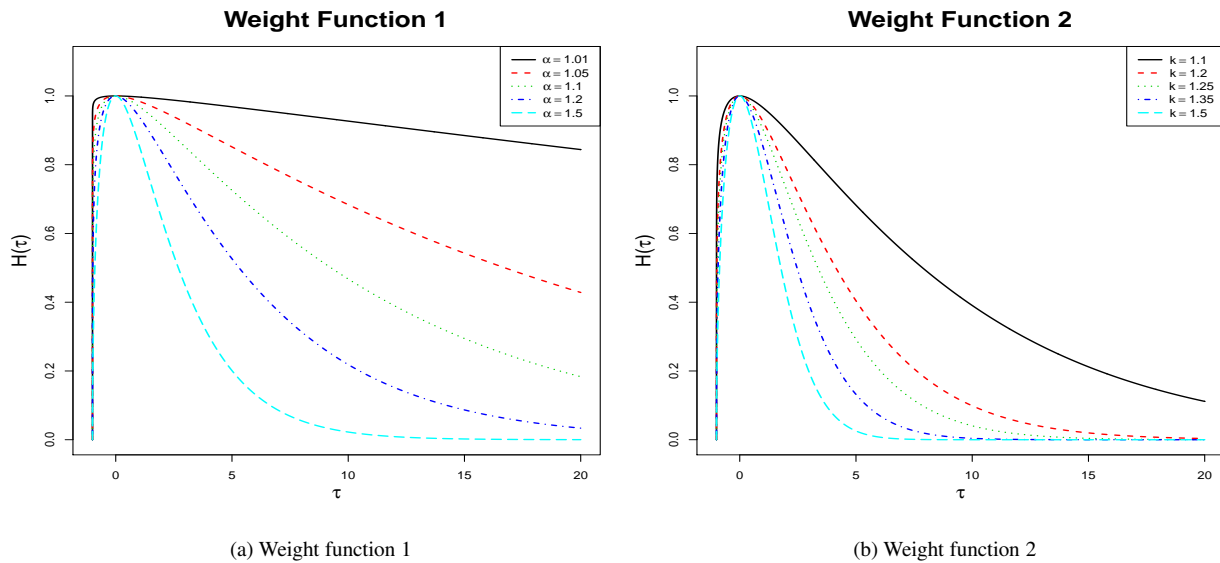 Weight Function 1
α = 1.01
α = 1.05
α = 1.1
α = 1.2
α = 1.5
H(τ)
1.0
0.8
0.6
0.4
0.2
0.0
0 5 10 15 20
τ
(a) Weight function 1
Weight Function 2
k = 1.1
k = 1.2
k = 1.25
k = 1.35
k = 1.5
H(τ)
1.0
0.8
0.6
0.4
0.2
0.0
0 5 10 15 20
τ
(b) Weight function 2